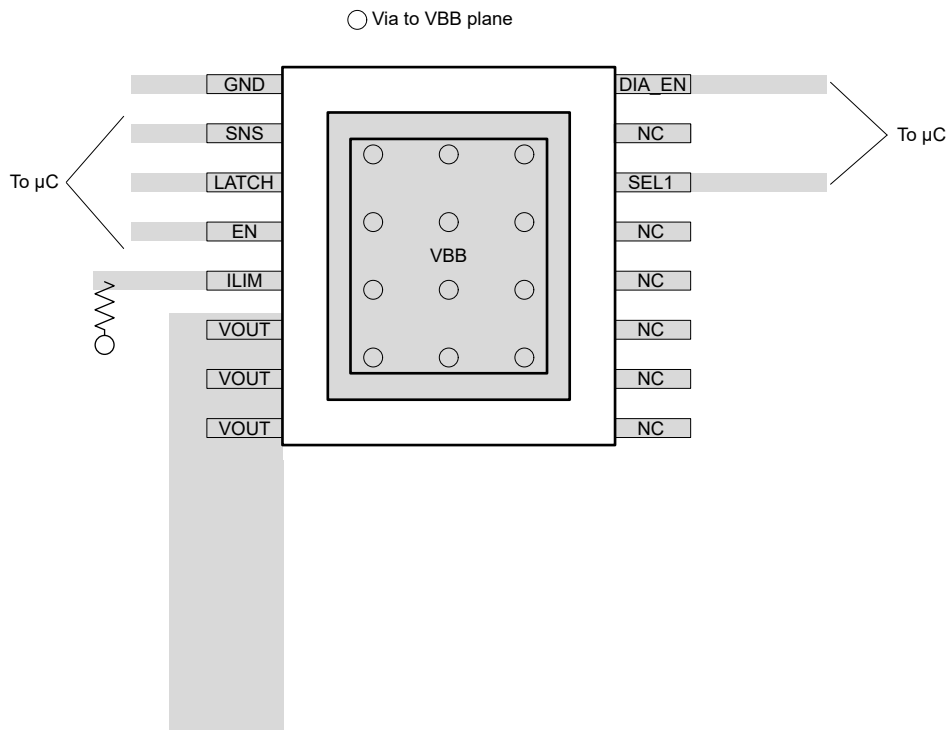 Via to VBB plane
GND
DIA_EN
SNS
NC
To µC
LATCH
SEL1
To µC
EN
NC
VBB
ILIM
NC
VOUT
NC
VOUT
NC
VOUT
NC